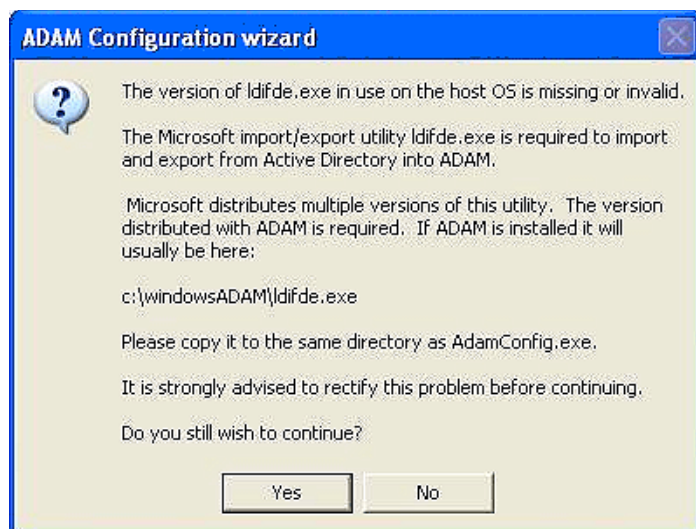 ADAM Configuration wizard
The version of ldifde.exe in use on the host OS is missing or invalid.
The Microsoft import/export utility ldifde.exe is required to import
and export from Active Directory into ADAM.
Microsoft distributes multiple versions of this utility.  The version
distributed with ADAM is required.  If ADAM is installed it will
usually be here:
c:\windowsADAM\ldifde.exe
Please copy it to the same directory as AdamConfig.exe.
It is strongly advised to rectify this problem before continuing.
Do you still wish to continue?
Yes
No